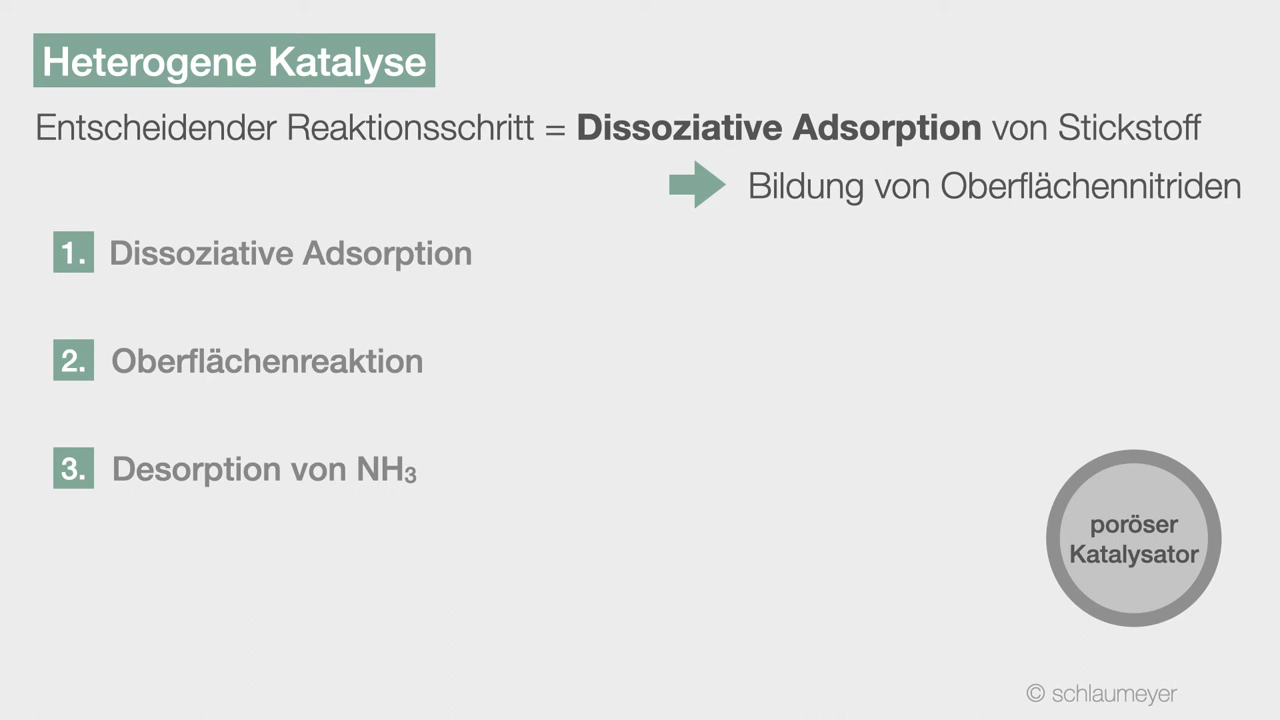 Heterogene Katalyse
Entscheidender Reaktionsschritt = Dissoziative Adsorption von Stickstoff
Bildung von Oberflächennitriden
1. Dissoziative Adsorption
2. Oberflächenreaktion
3. Desorption von NH₃
poröser
Katalysator
© schlaumeyer